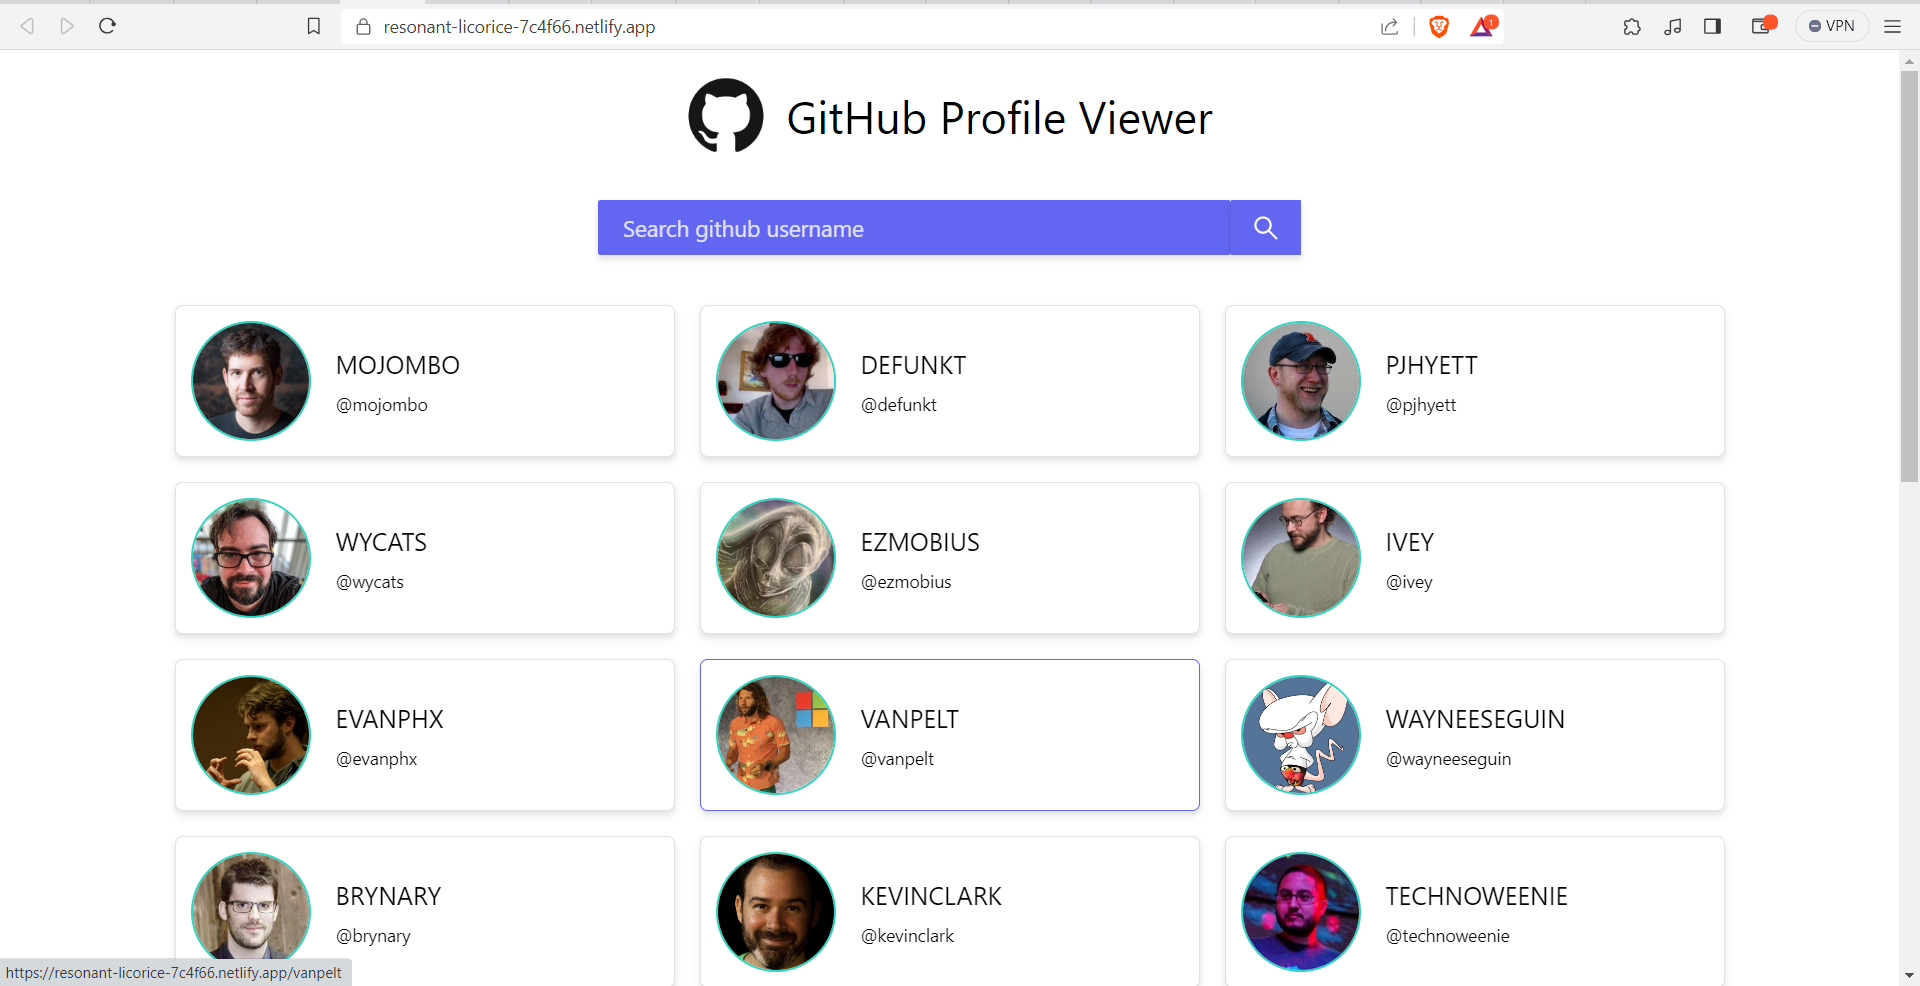 resonant-licorice-7c4f66.netlify.app
1
VPN
GitHub Profile Viewer
Search github username
MOJOMBO
@mojombo
DEFUNKT
@defunkt
PJHYETT
@pjhyett
WYCATS
@wycats
EZMOBIUS
@ezmobius
IVEY
@ivey
EVANPHX
@evanphx
VANPELT
@vanpelt
WAYNEESEGUIN
@wayneeseguin
BRYNARY
@brynary
KEVINCLARK
@kevinclark
TECHNOWEENIE
@technoweenie
https://resonant-licorice-7c4f66.netlify.app/vanpelt